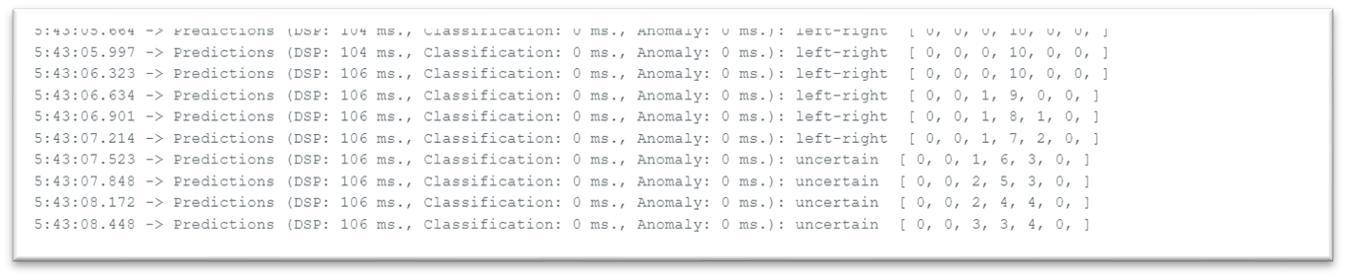 5:43:05.664 -> Predictions (DSP: 104 ms., Classification: 0 ms., Anomaly: 0 ms.): left-right  [ 0, 0, 0, 10, 0, 0, ]
5:43:05.997 -> Predictions (DSP: 104 ms., Classification: 0 ms., Anomaly: 0 ms.): left-right  [ 0, 0, 0, 10, 0, 0, ]
5:43:06.323 -> Predictions (DSP: 106 ms., Classification: 0 ms., Anomaly: 0 ms.): left-right  [ 0, 0, 0, 10, 0, 0, ]
5:43:06.634 -> Predictions (DSP: 106 ms., Classification: 0 ms., Anomaly: 0 ms.): left-right  [ 0, 0, 1, 9, 0, 0, ]
5:43:06.901 -> Predictions (DSP: 106 ms., Classification: 0 ms., Anomaly: 0 ms.): left-right  [ 0, 0, 1, 8, 1, 0, ]
5:43:07.214 -> Predictions (DSP: 106 ms., Classification: 0 ms., Anomaly: 0 ms.): left-right  [ 0, 0, 1, 7, 2, 0, ]
5:43:07.523 -> Predictions (DSP: 106 ms., Classification: 0 ms., Anomaly: 0 ms.): uncertain  [ 0, 0, 1, 6, 3, 0, ]
5:43:07.848 -> Predictions (DSP: 106 ms., Classification: 0 ms., Anomaly: 0 ms.): uncertain  [ 0, 0, 2, 5, 3, 0, ]
5:43:08.172 -> Predictions (DSP: 106 ms., Classification: 0 ms., Anomaly: 0 ms.): uncertain  [ 0, 0, 2, 4, 4, 0, ]
5:43:08.448 -> Predictions (DSP: 106 ms., Classification: 0 ms., Anomaly: 0 ms.): uncertain  [ 0, 0, 3, 3, 4, 0, ]